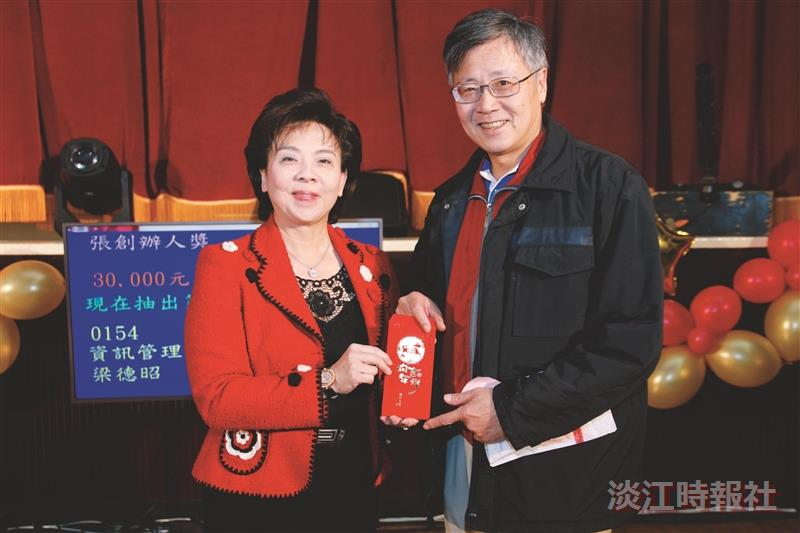 張創辦人獎
30,000元
現在抽出第
0154
資訊管理
梁德昭
淡江時報社